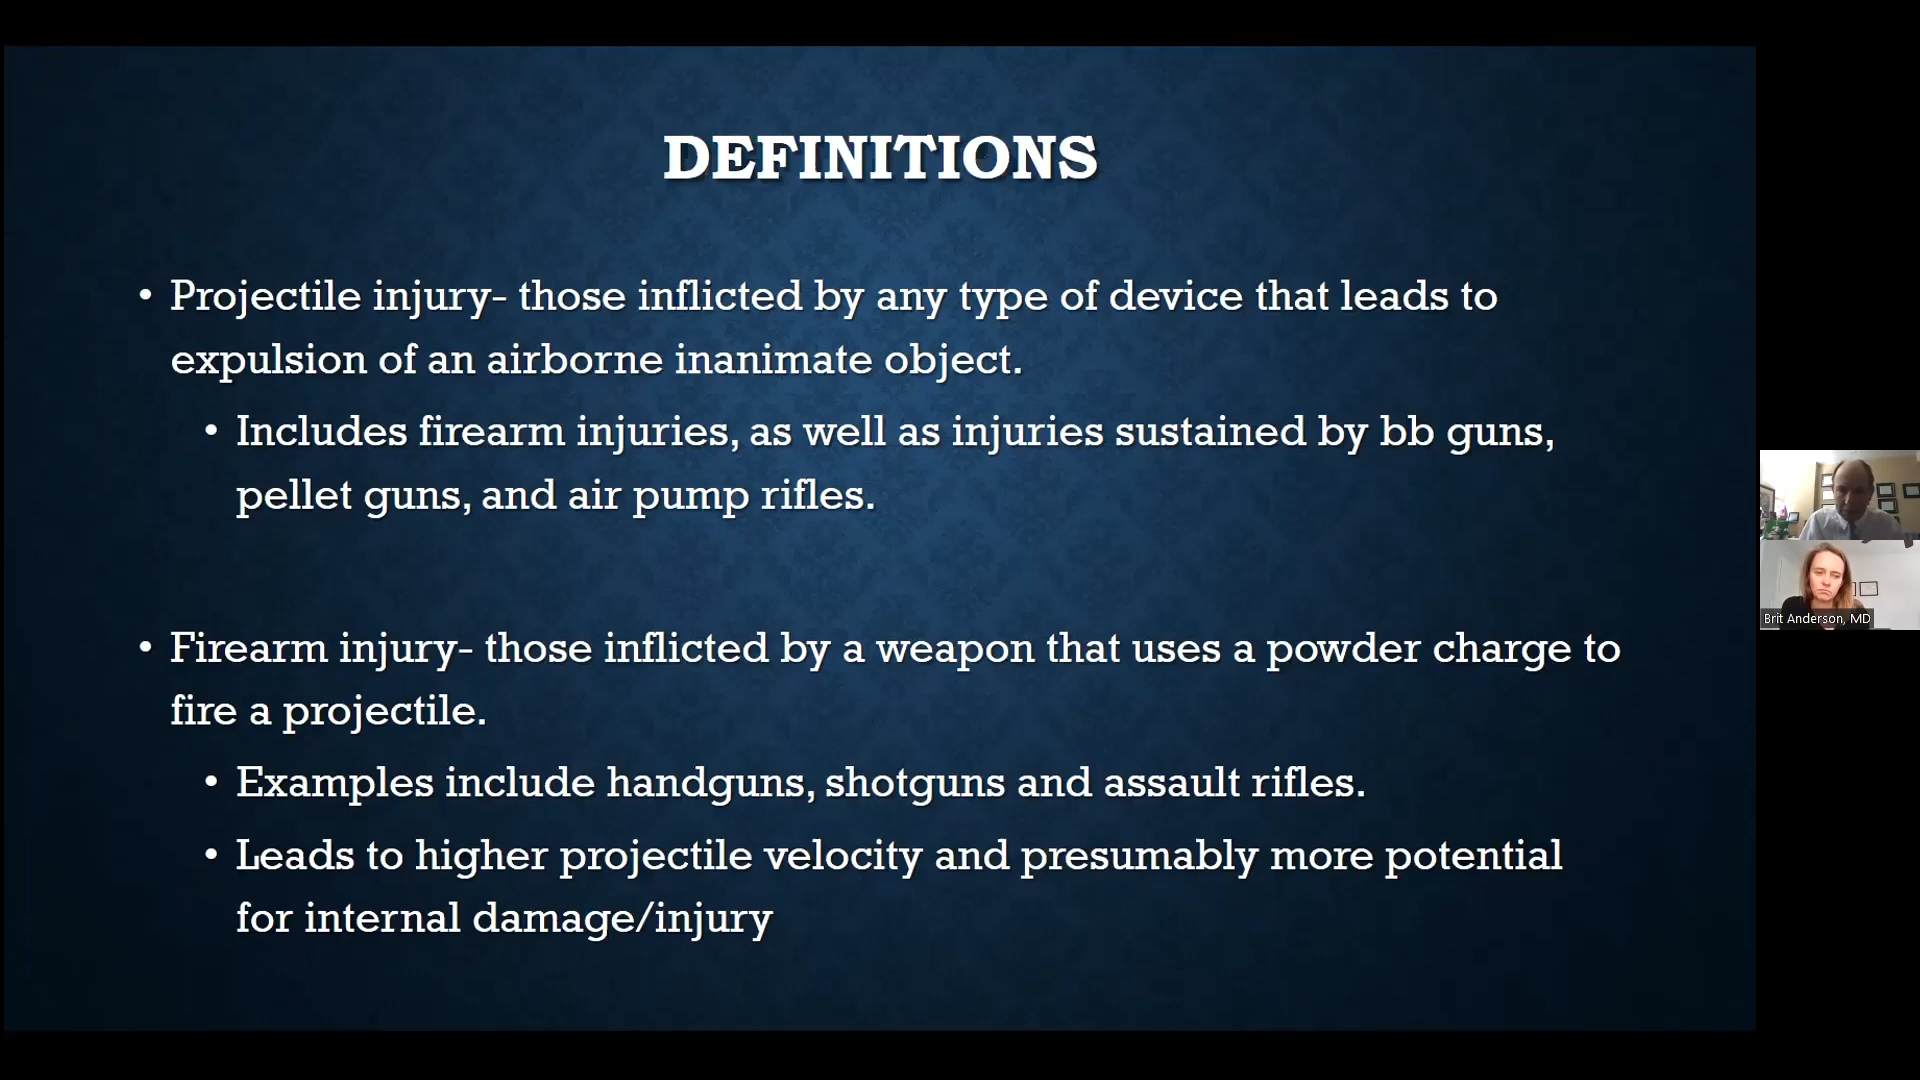 DEFINITIONS
• Projectile injury- those inflicted by any type of device that leads to
expulsion of an airborne inanimate object.
• Includes firearm injuries, as well as injuries sustained by bb guns,
pellet guns, and air pump rifles.
• Firearm injury- those inflicted by a weapon that uses a powder charge to
fire a projectile.
• Examples include handguns, shotguns and assault rifles.
• Leads to higher projectile velocity and presumably more potential
for internal damage/injury
Brit Anderson, MD